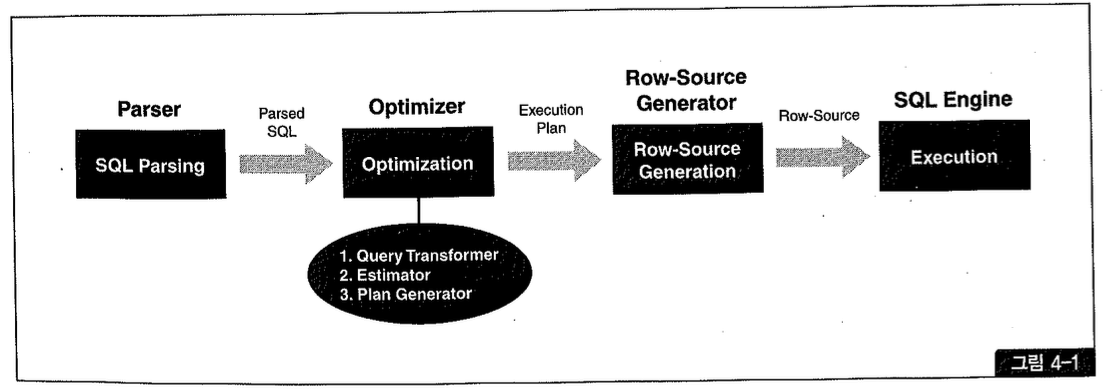 Parser
SQL Parsing
Parsed
SQL
Optimizer
Optimization
1. Query Transformer
2. Estimator
3. Plan Generator
Execution
Plan
Row-Source
Generator
Row-Source
Generation
Row-Source
SQL Engine
Execution
그림 4-1